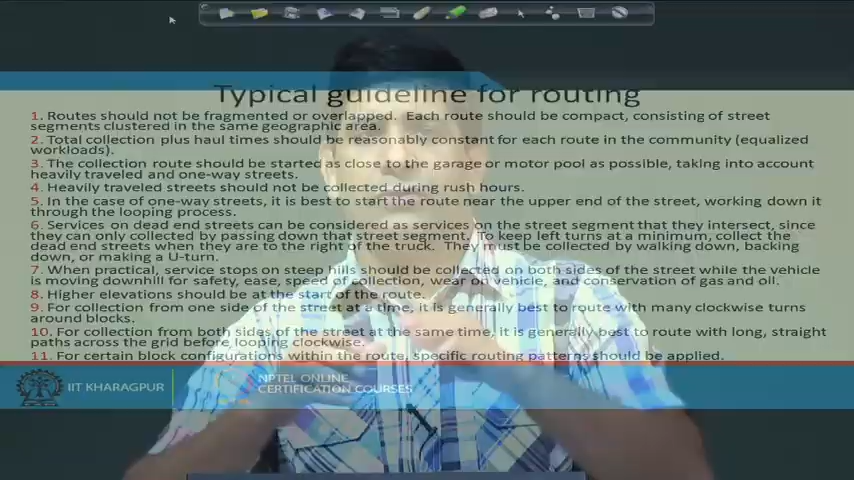 Typical guideline for routing
1. Routes should not be fragmented or overlapped. Each route should be compact, consisting of street
segments clustered in the same geographic area.
2. Total collection plus haul times should be reasonably constant for each route in the community (equalized
workloads).
3. The collection route should be started as close to the garage or motor pool as possible, taking into account
heavily traveled and one-way streets.
4. Heavily traveled streets should not be collected during rush hours.
5. In the case of one-way streets, it is best to start the route near the upper end of the street, working down it
through the looping process.
6. Services on dead end streets can be considered as services on the street segment that they intersect, since
they can only collected by passing down that street segment. To keep left turns at a minimum, collect the
dead end streets when they are to the right of the truck. They must be collected by walking down, backing
down, or making a U-turn.
7. When practical, service stops on steep hills should be collected on both sides of the street while the vehicle
is moving downhill for safety, ease, speed of collection, wear on vehicle, and conservation of gas and oil.
8. Higher elevations should be at the start of the route.
9. For collection from one side of the street at a time, it is generally best to route with many clockwise turns
around blocks.
10. For collection from both sides of the street at the same time, it is generally best to route with long, straight
paths across the grid before looping clockwise.
11. For certain block configurations within the route, specific routing patterns should be applied.
IIT KHARAGPUR
NPTEL ONLINE
CERTIFICATION COURSES